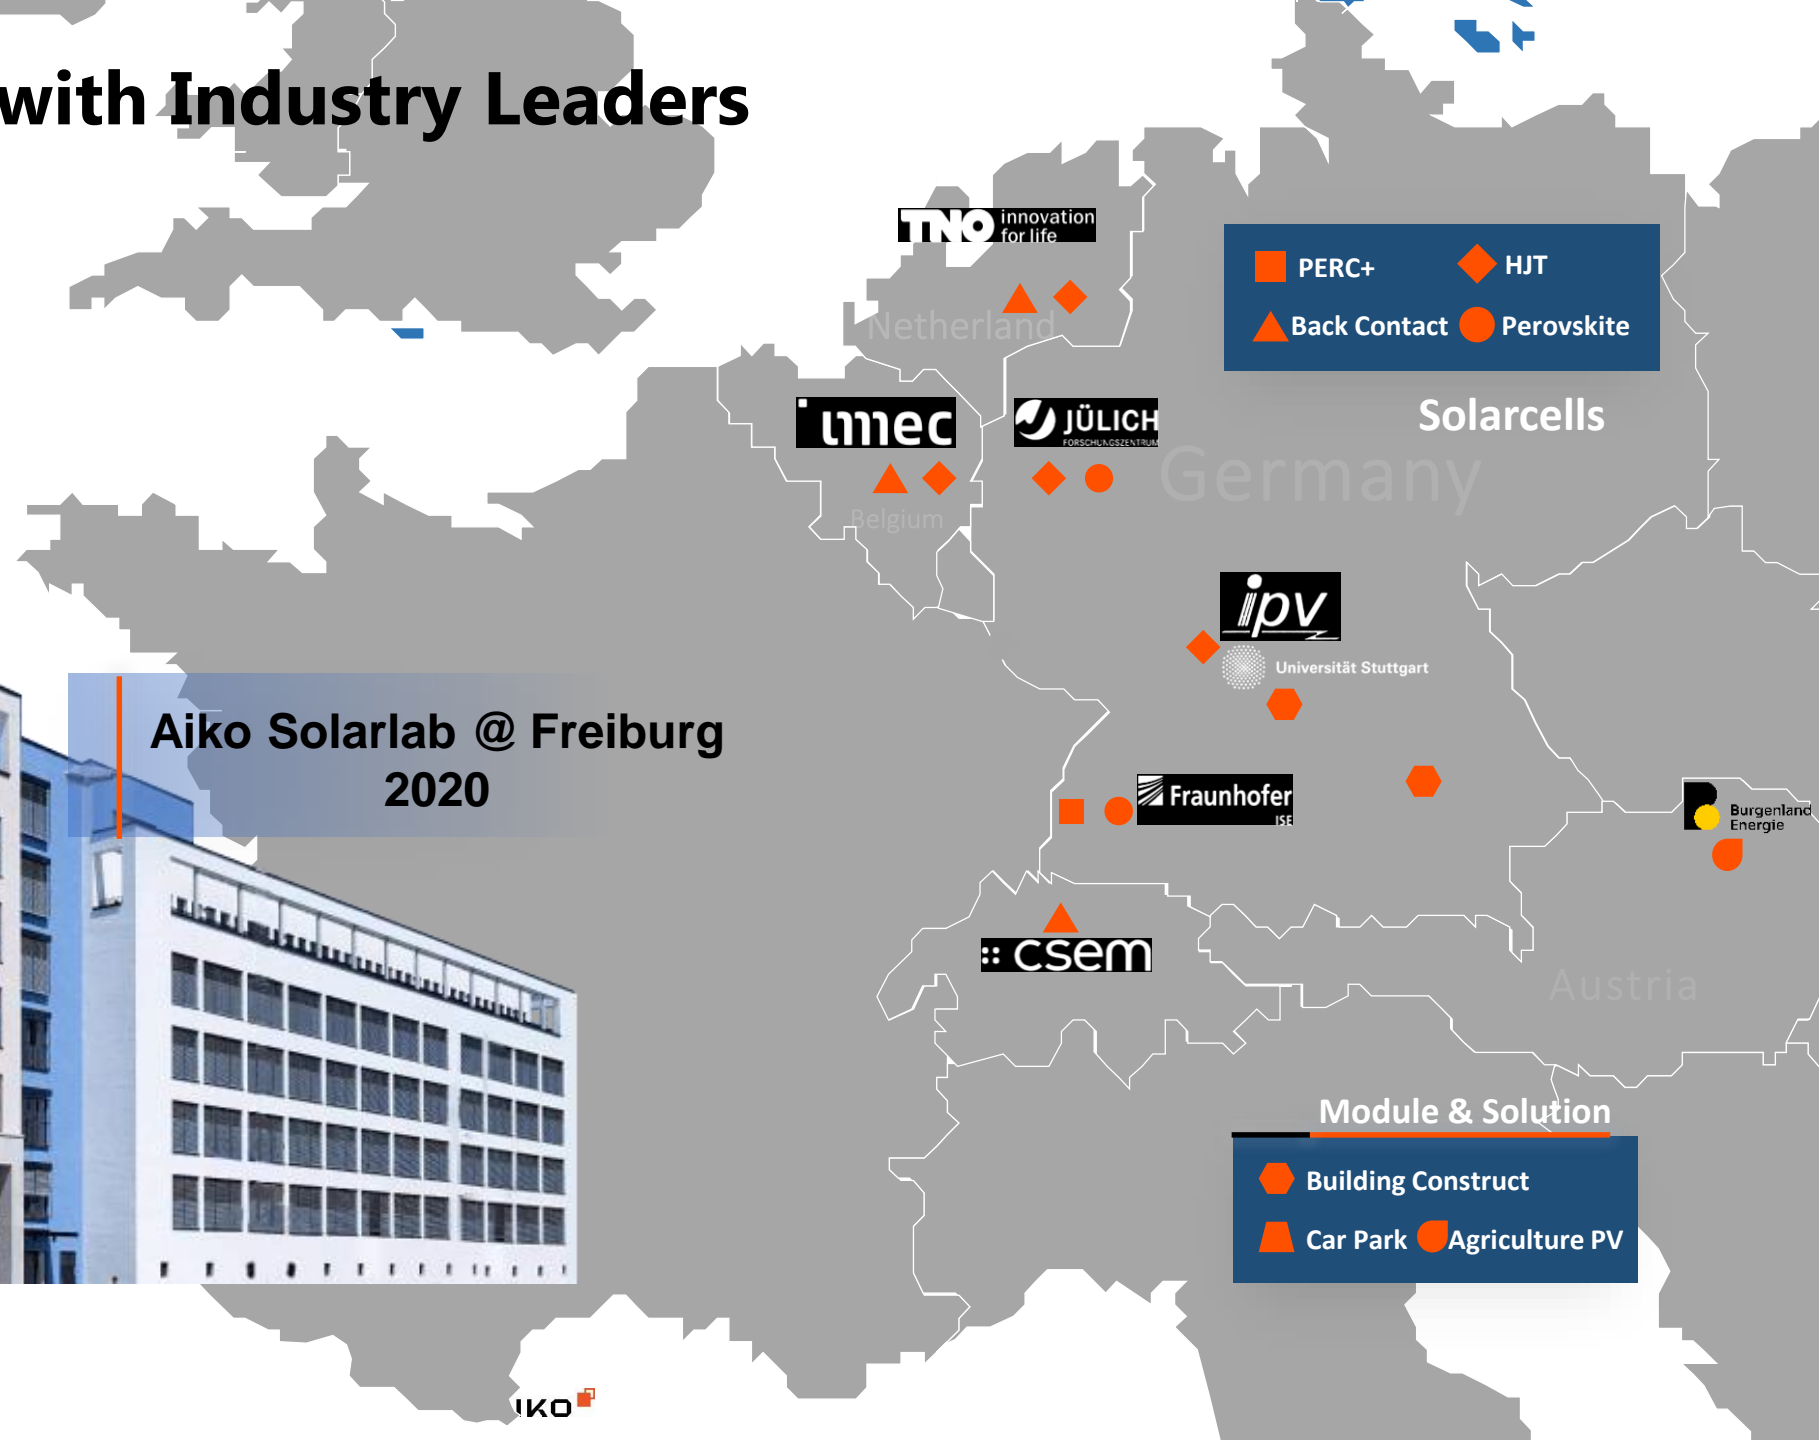 with Industry Leaders
TNO innovation
for life
PERC+
HJT
Back Contact
Perovskite
Netherland
Solarcells
imec
JÜLICH
FORSCHUNGSZENTRUM
Germany
Belgium
ipv
Universität Stuttgart
Aiko Solarlab @ Freiburg
2020
Fraunhofer
ISE
Burgenland
Energie
csem
Austria
Module & Solution
Building Construct
Car Park
Agriculture PV
IKO